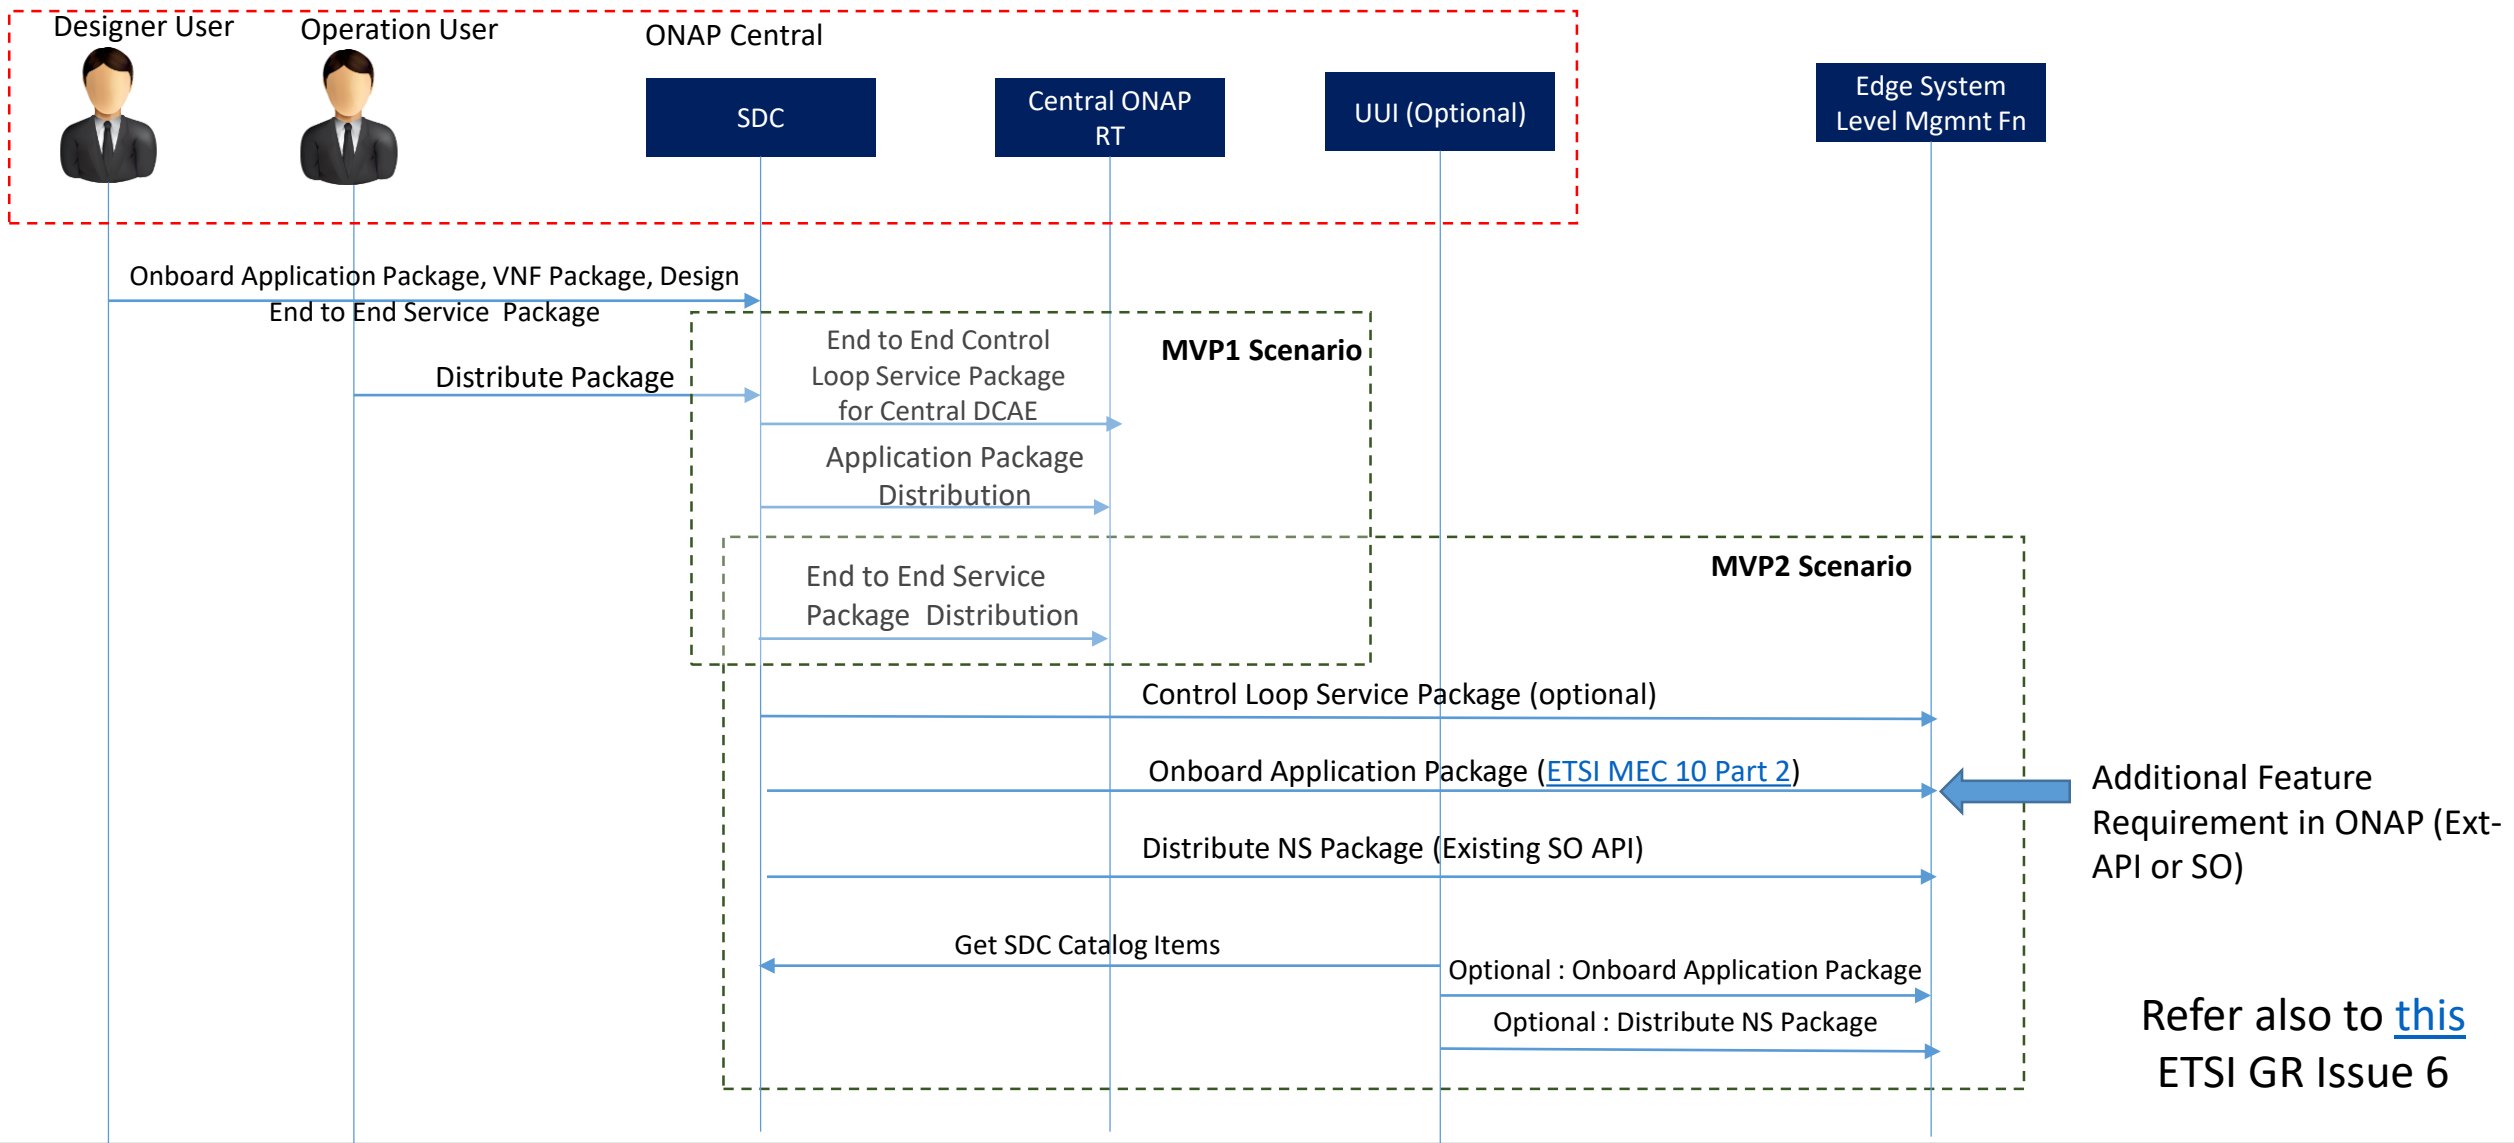 Designer User
Operation User
ONAP Central
SDC
Central ONAP
RT
UUI (Optional)
Edge System
Level Mgmnt Fn
Onboard Application Package, VNF Package, Design
End to End Service Package
MVP1 Scenario
End to End Control
Loop Service Package
for Central DCAE
Distribute Package
Application Package
Distribution
MVP2 Scenario
End to End Service
Package Distribution
Control Loop Service Package (optional)
Onboard Application Package (ETSI MEC 10 Part 2)
Additional Feature
Requirement in ONAP (Ext-
API or SO)
Distribute NS Package (Existing SO API)
Get SDC Catalog Items
Optional : Onboard Application Package
Optional : Distribute NS Package
Refer also to this
ETSI GR Issue 6